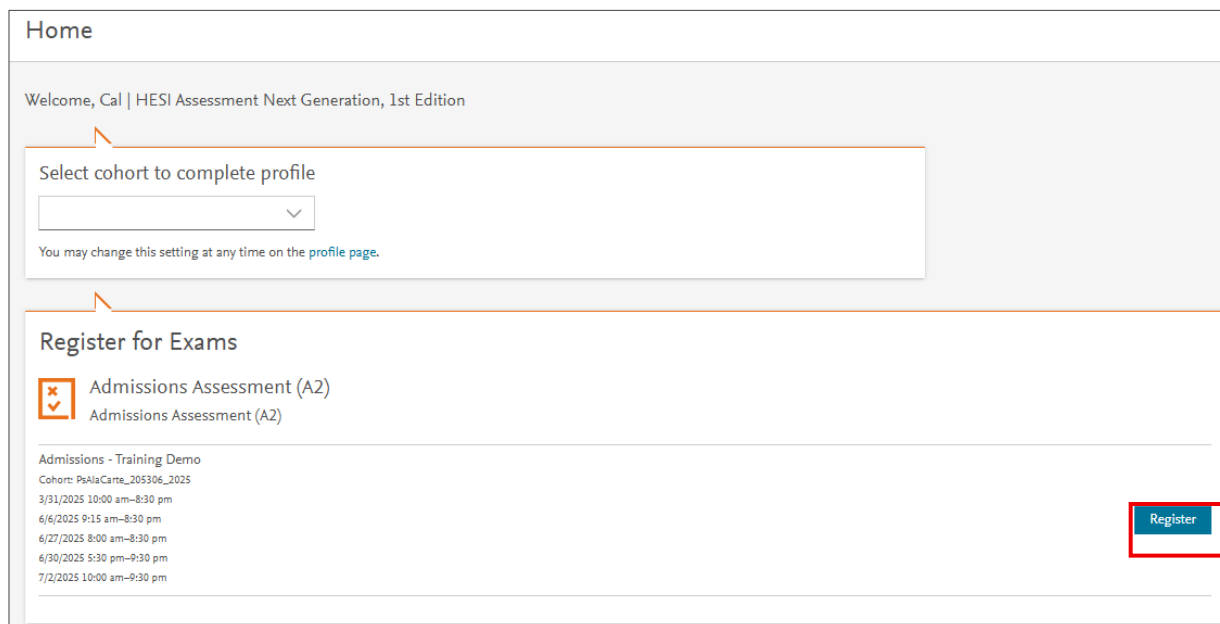 Home
Welcome, Cal | HESI Assessment Next Generation, 1st Edition
Select cohort to complete profile
You may change this setting at any time on the profile page.
Register for Exams
Admissions Assessment (A2)
Admissions Assessment (A2)
Admissions - Training Demo
Cohort: PsAlaCarte_205306_2025
3/31/2025 10:00 am–8:30 pm
6/6/2025 9:15 am–8:30 pm
Register
6/27/2025 8:00 am–8:30 pm
6/30/2025 5:30 pm–9:30 pm
7/2/2025 10:00 am–9:30 pm